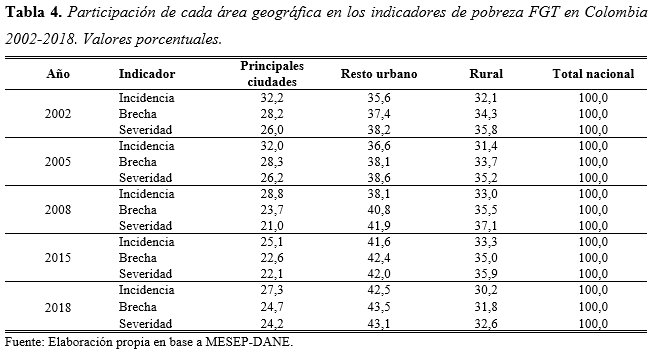 Tabla 4. Participación de cada área geográfica en los indicadores de pobreza FGT en Colombia
2002-2018. Valores porcentuales.
Año Indicador Principales ciudades Resto urbano Rural Total nacional
Incidencia 32,2 35,6 32,1 100,0
2002 Brecha 28,2 37,4 34,3 100,0
Severidad 26,0 38,2 35,8 100,0
Incidencia 32,0 36,6 31,4 100,0
2005 Brecha 28,3 38,1 33,7 100,0
Severidad 26,2 38,6 35,2 100,0
Incidencia 28,8 38,1 33,0 100,0
2008 Brecha 23,7 40,8 35,5 100,0
Severidad 21,0 41,9 37,1 100,0
Incidencia 25,1 41,6 33,3 100,0
2015 Brecha 22,6 42,4 35,0 100,0
Severidad 22,1 42,0 35,9 100,0
Incidencia 27,3 42,5 30,2 100,0
2018 Brecha 24,7 43,5 31,8 100,0
Severidad 24,2 43,1 32,6 100,0
Fuente: Elaboración propia en base a MESEP-DANE.